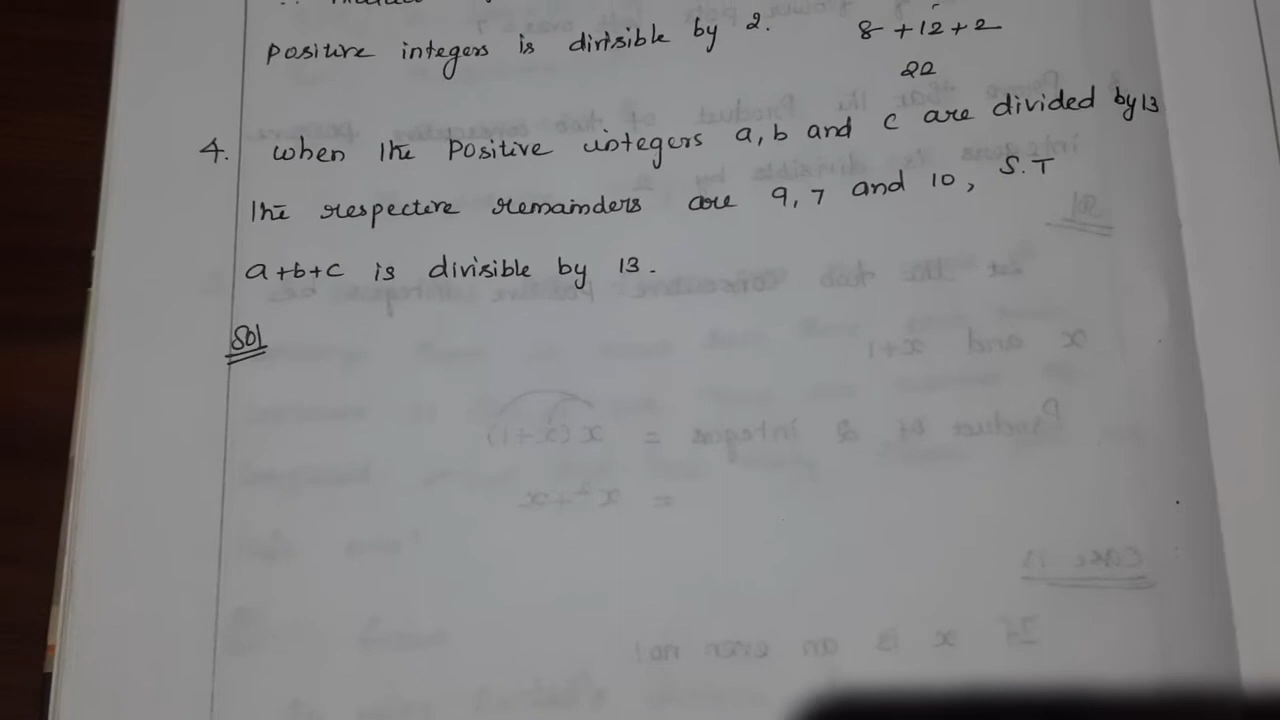 positive integers is divisible by 2.
8 + 12 + 2
22
4. when the positive integers a, b and c are divided by 13
the respective remainders are 9, 7 and 10, S.T
a+b+c is divisible by 13.
Sol